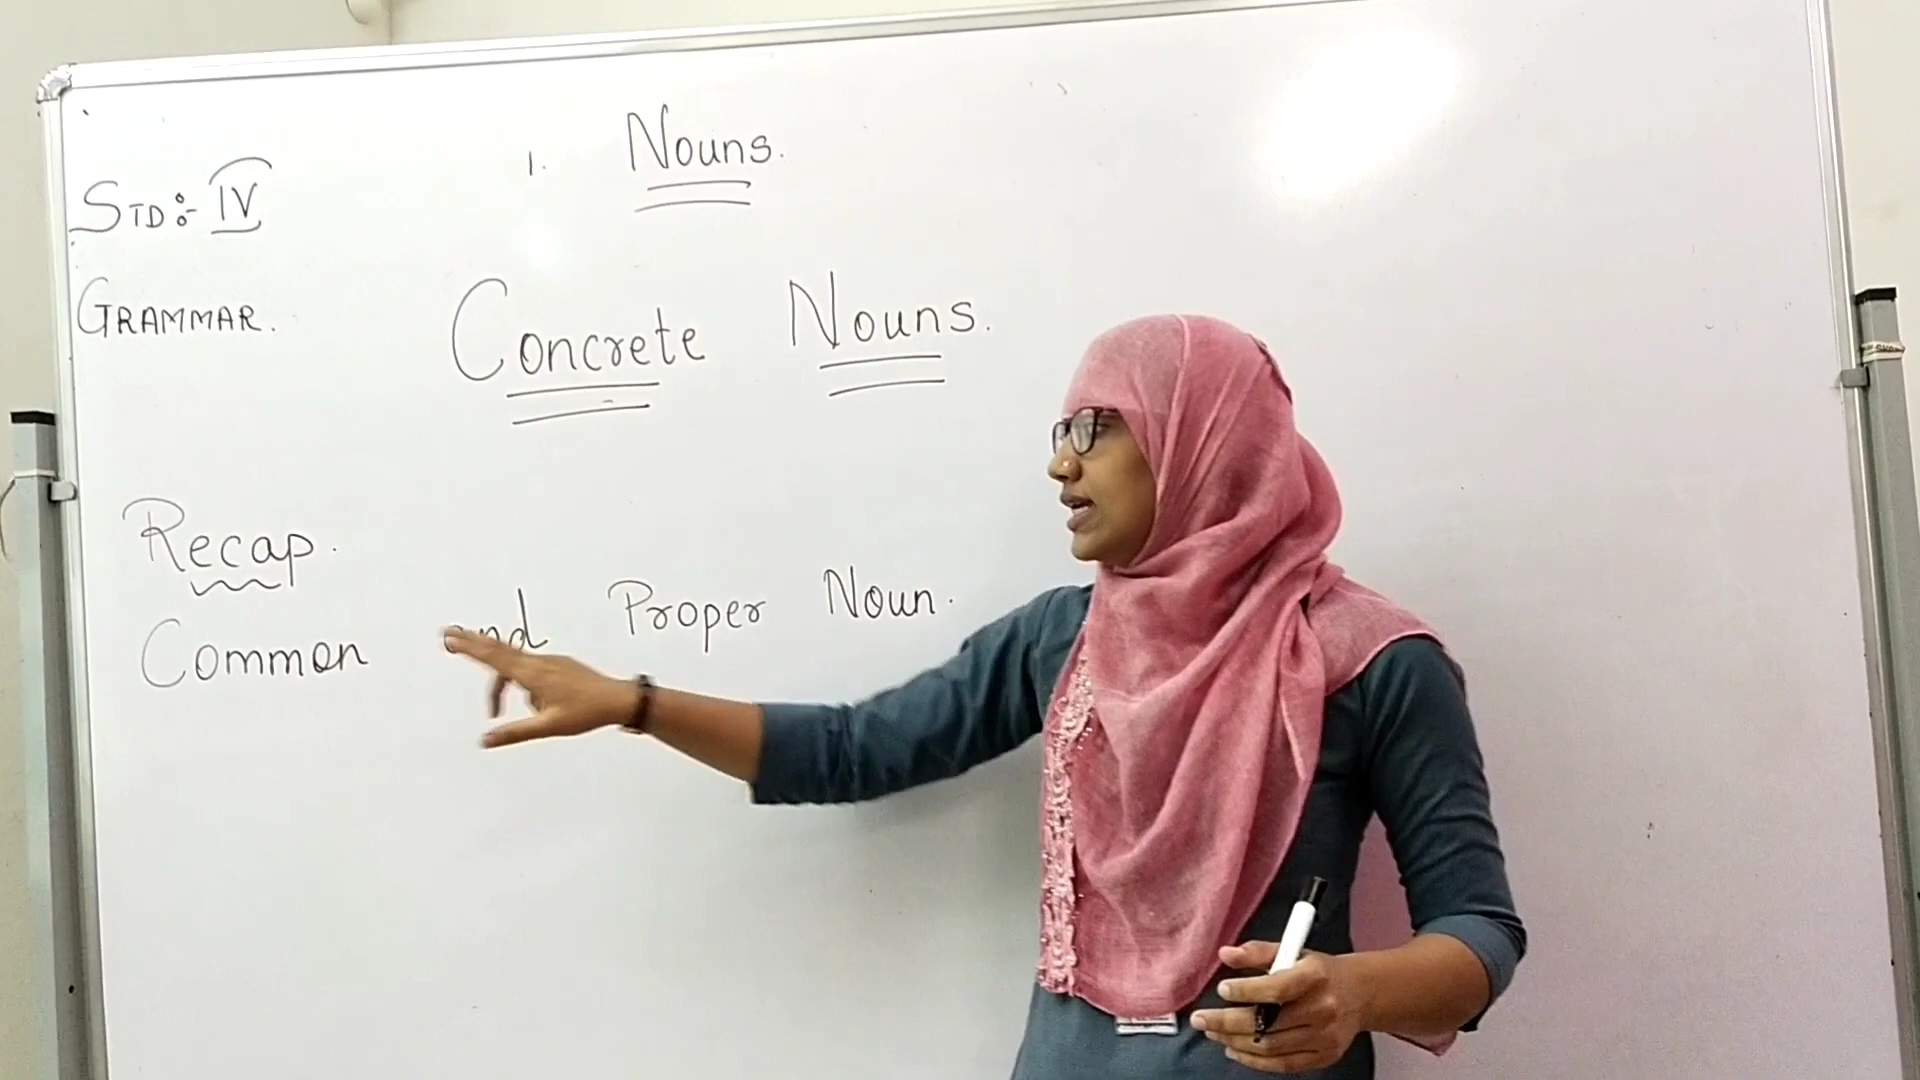 1. Nouns.
STD :- IV
GRAMMAR.
Concrete Nouns.
Recap.
Common and Proper Noun.